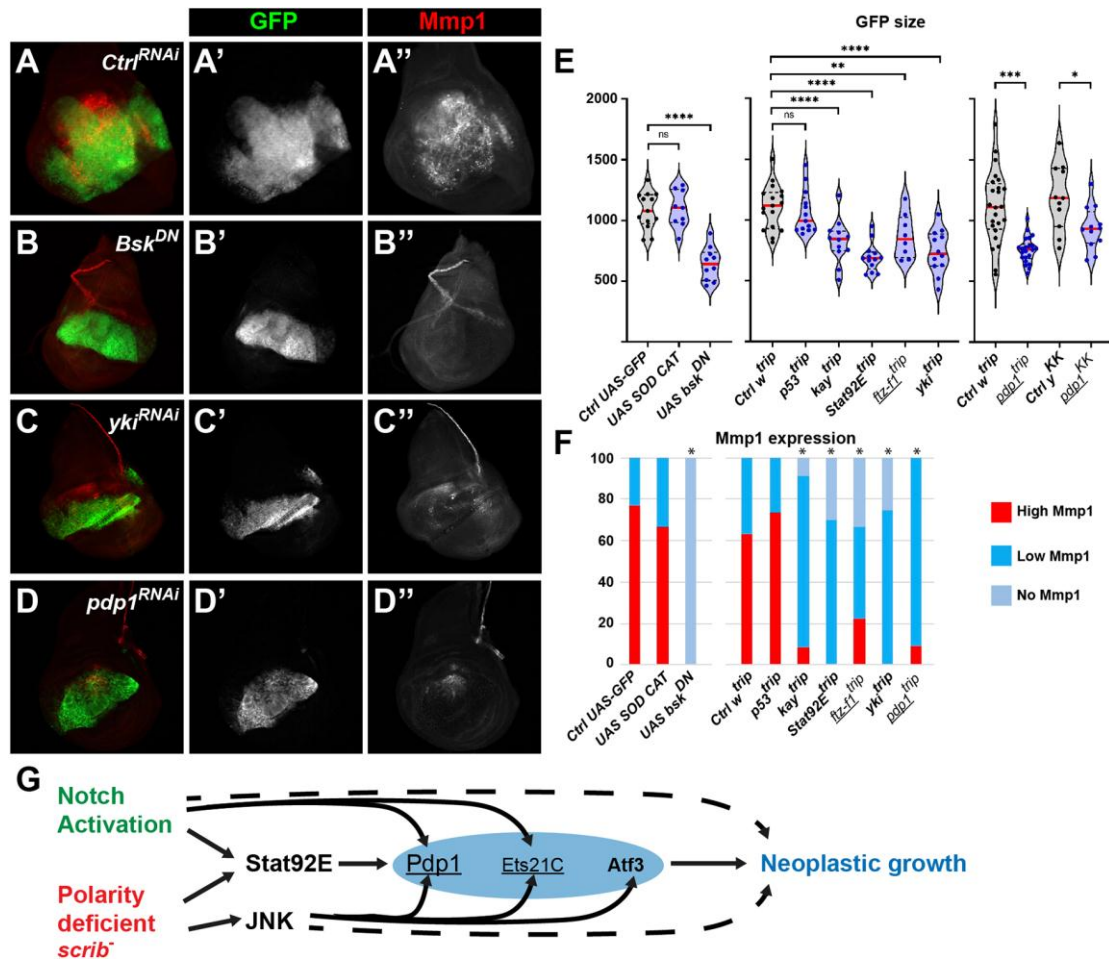 GFP Mmp1
A Ctrl^RNAi A' A''
B Bsk^DN B' B''
C yki^RNAi C' C''
D pdp1^RNAi D' D''
GFP size
E
****
ns
****
**
****
****
ns
*** *
2000
1500
1000
500
Ctrl UAS-GFP
UAS SOD CAT
UAS bsk^DN
Ctrl w^trip
p53^trip
kay^trip
Stat92E^trip
ftz-f1^trip
yki^trip
Ctrl w^trip
pdp1^trip
Ctrl y^KK
pdp1^KK
F Mmp1 expression
* * * * * *
100
80
60
40
20
0
Ctrl UAS-GFP
UAS SOD CAT
UAS bsk^DN
Ctrl w^trip
p53^trip
kay^trip
Stat92E^trip
ftz-f1^trip
yki^trip
pdp1^trip
High Mmp1
Low Mmp1
No Mmp1
G
Notch
Activation
Stat92E Pdp1 Ets21C Atf3 Neoplastic growth
Polarity
deficient
scrib^-
JNK